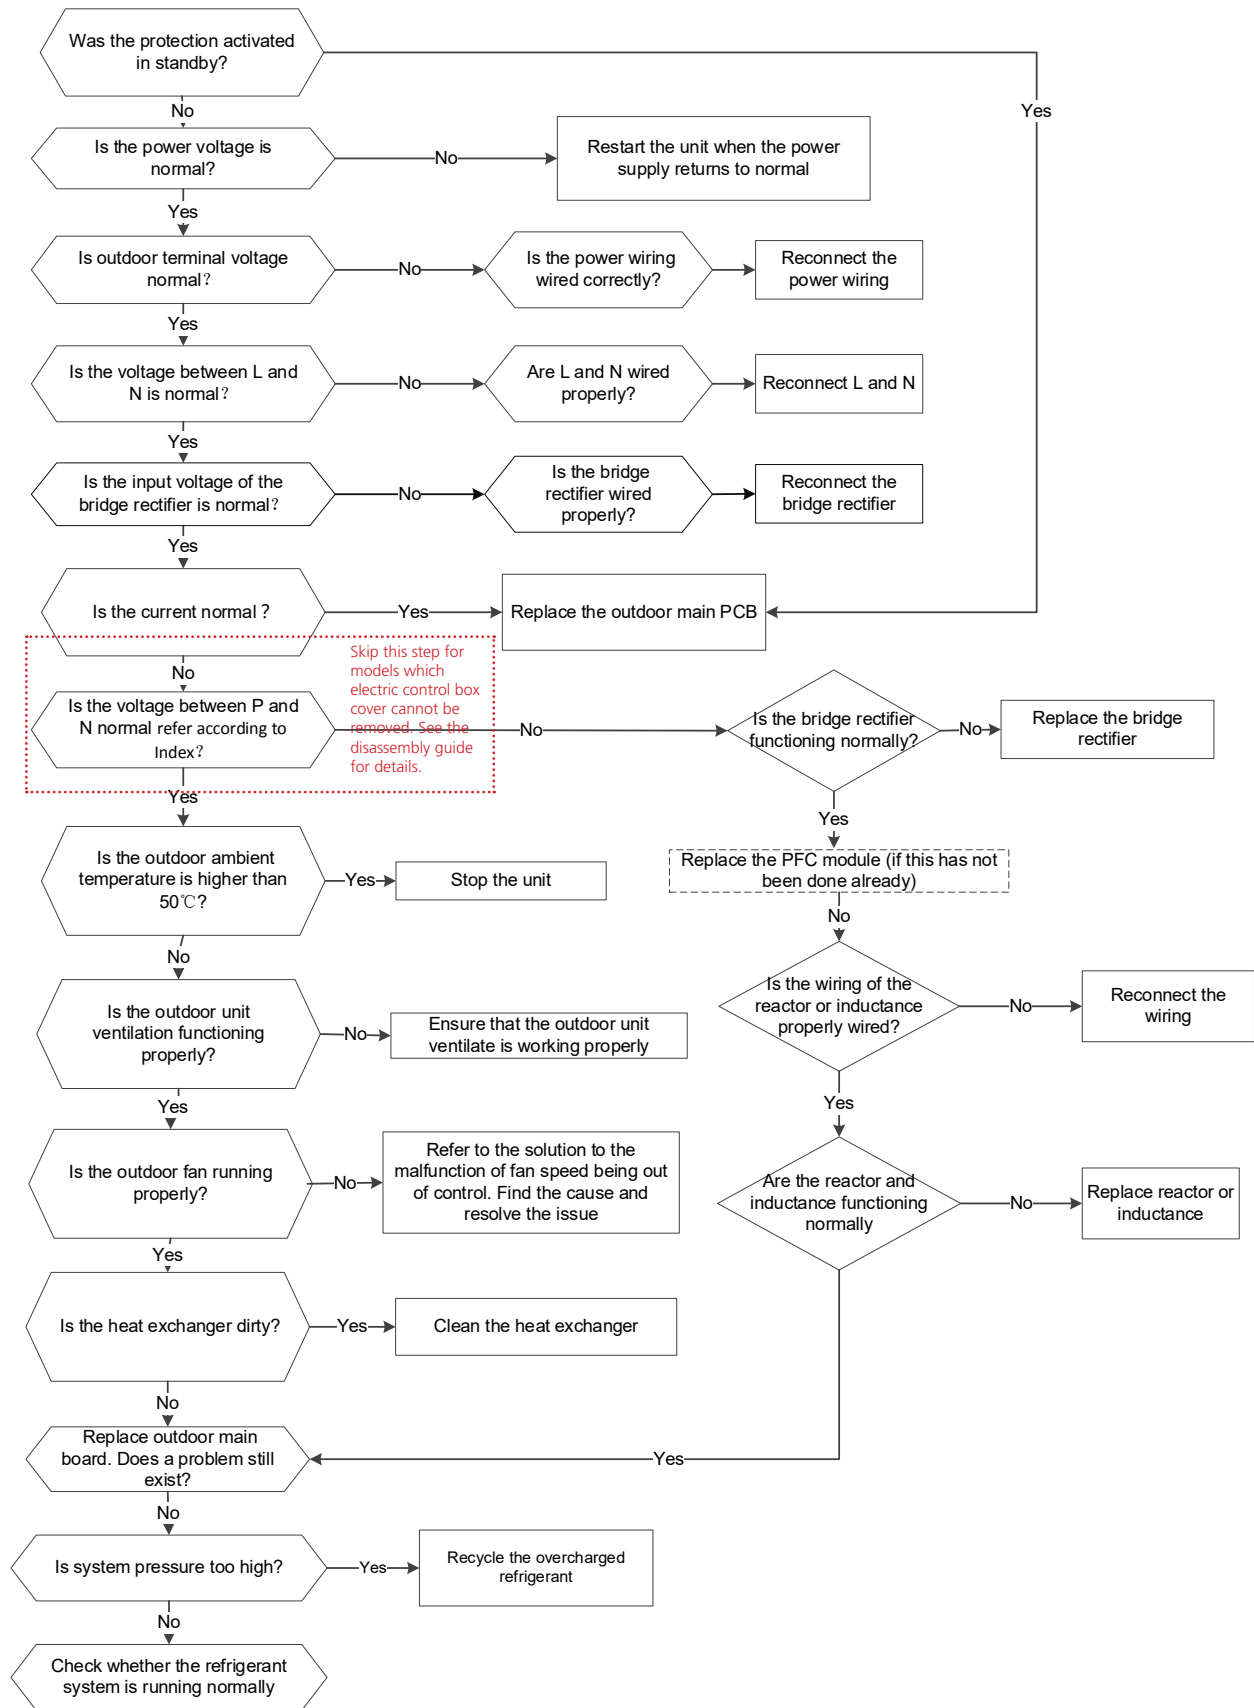 Was the protection activated
in standby?
Yes
No
Is the power voltage is
normal?
No
Restart the unit when the power
supply returns to normal
Yes
Is outdoor terminal voltage
normal?
No
Is the power wiring
wired correctly?
Reconnect the
power wiring
Yes
Is the voltage between L and
N is normal?
No
Are L and N wired
properly?
Reconnect L and N
Yes
Is the input voltage of the
bridge rectifier is normal?
No
Is the bridge
rectifier wired
properly?
Reconnect the
bridge rectifier
Yes
Is the current normal ?
Yes
Replace the outdoor main PCB
No
Skip this step for
models which
electric control box
cover cannot be
removed. See the
disassembly guide
for details.
Is the voltage between P and
N normal refer according to
Index?
No
Is the bridge rectifier
functioning normally?
No
Replace the bridge
rectifier
Yes
Yes
Is the outdoor ambient
temperature is higher than
50℃?
Yes
Stop the unit
Replace the PFC module (if this has not
been done already)
No
No
Is the outdoor unit
ventilation functioning
properly?
No
Ensure that the outdoor unit
ventilate is working properly
Is the wiring of the
reactor or inductance
properly wired?
No
Reconnect the
wiring
Yes
Yes
Is the outdoor fan running
properly?
No
Refer to the solution to the
malfunction of fan speed being out
of control. Find the cause and
resolve the issue
Are the reactor and
inductance functioning
normally
No
Replace reactor or
inductance
Yes
Is the heat exchanger dirty?
Yes
Clean the heat exchanger
No
Replace outdoor main
board. Does a problem still
exist?
Yes
No
Is system pressure too high?
Yes
Recycle the overcharged
refrigerant
No
Check whether the refrigerant
system is running normally